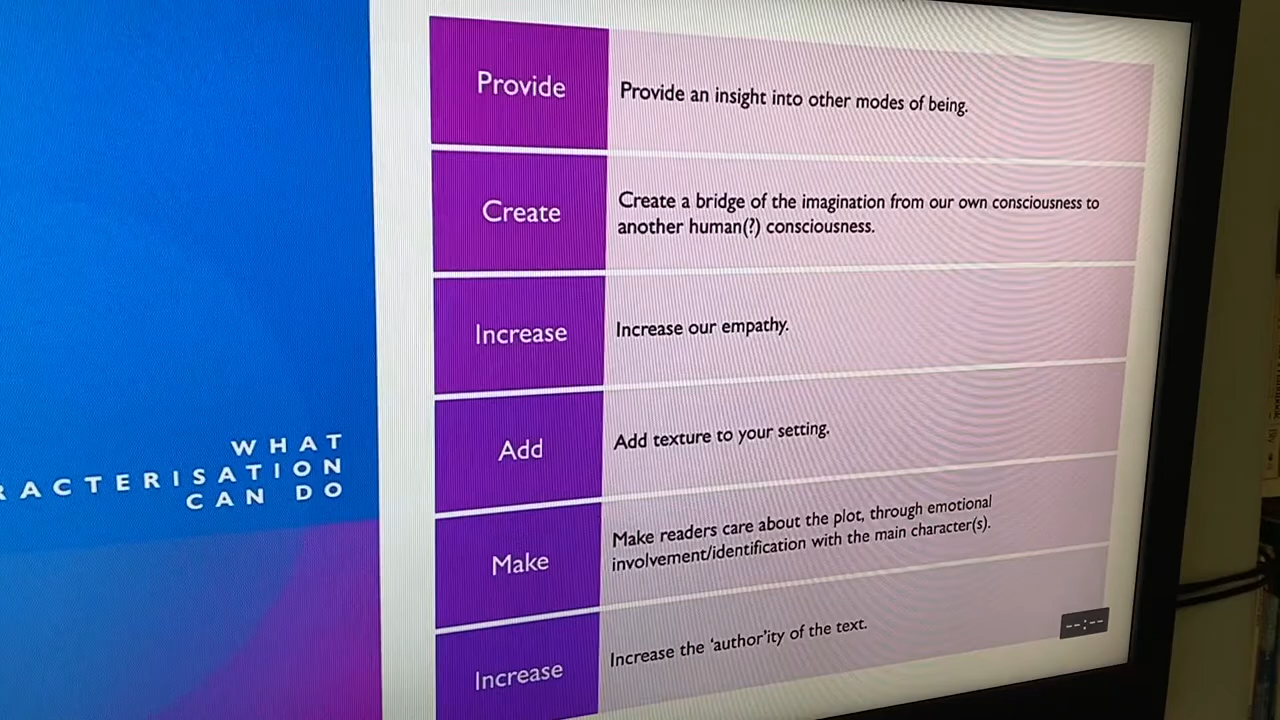 WHAT
RACTERISATION
CAN DO
Provide
Provide an insight into other modes of being.
Create
Create a bridge of the imagination from our own consciousness to
another human(?) consciousness.
Increase
Increase our empathy.
Add
Add texture to your setting.
Make
Make readers care about the plot, through emotional
involvement/identification with the main character(s).
Increase
Increase the ‘author’ity of the text.
--:--